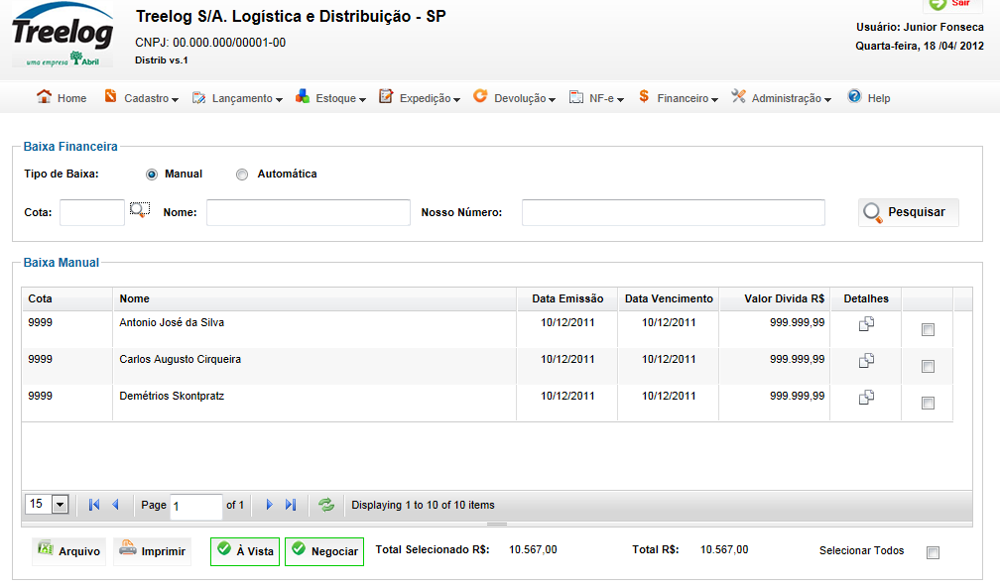 Treelog
uma empresa Abril
Treelog S/A. Logística e Distribuição - SP
CNPJ: 00.000.000/00001-00
Distrib vs.1
Sair
Usuário: Junior Fonseca
Quarta-feira, 18 /04/ 2012
Home Cadastro Lançamento Estoque Expedição Devolução NF-e Financeiro Administração Help
Baixa Financeira
Tipo de Baixa: Manual Automática
Cota: Nome: Nosso Número: Pesquisar
Baixa Manual
Cota Nome Data Emissão Data Vencimento Valor Divida R$ Detalhes
9999 Antonio José da Silva 10/12/2011 10/12/2011 999.999,99
9999 Carlos Augusto Cirqueira 10/12/2011 10/12/2011 999.999,99
9999 Demétrios Skontpratz 10/12/2011 10/12/2011 999.999,99
15 Page 1 of 1 Displaying 1 to 10 of 10 items
Arquivo Imprimir À Vista Negociar Total Selecionado R$: 10.567,00 Total R$: 10.567,00 Selecionar Todos